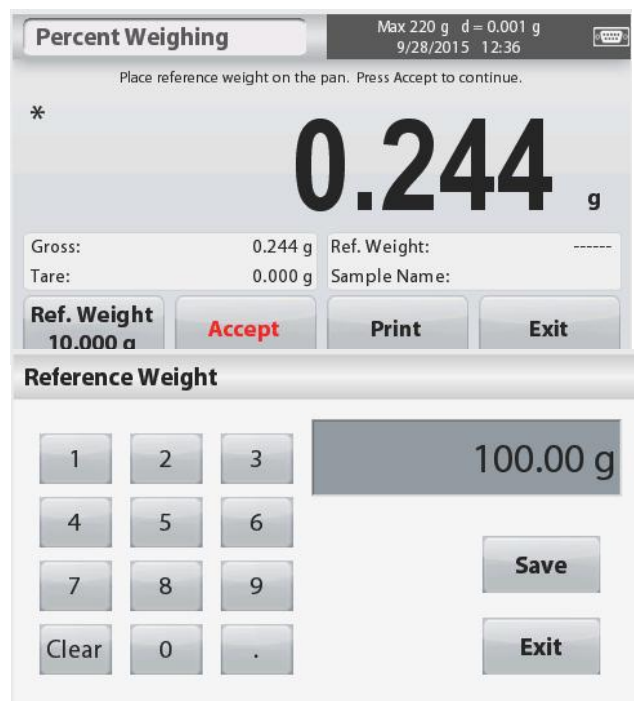 Percent Weighing
Max 220 g d = 0.001 g
9/28/2015 12:36
Place reference weight on the pan. Press Accept to continue.
*
0.244 g
Gross: 0.244 g Ref. Weight: ------
Tare: 0.000 g Sample Name:
Ref. Weight
10.000 g
Accept Print Exit
Reference Weight
100.00 g
1 2 3
4 5 6
Save
7 8 9
Clear 0 .
Exit